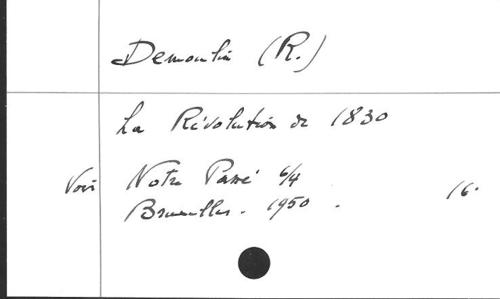 Demoulin (R.)
La Révolution de 1830
Voir Notre Passé 6/4
Bruxelles. 1950. 16.